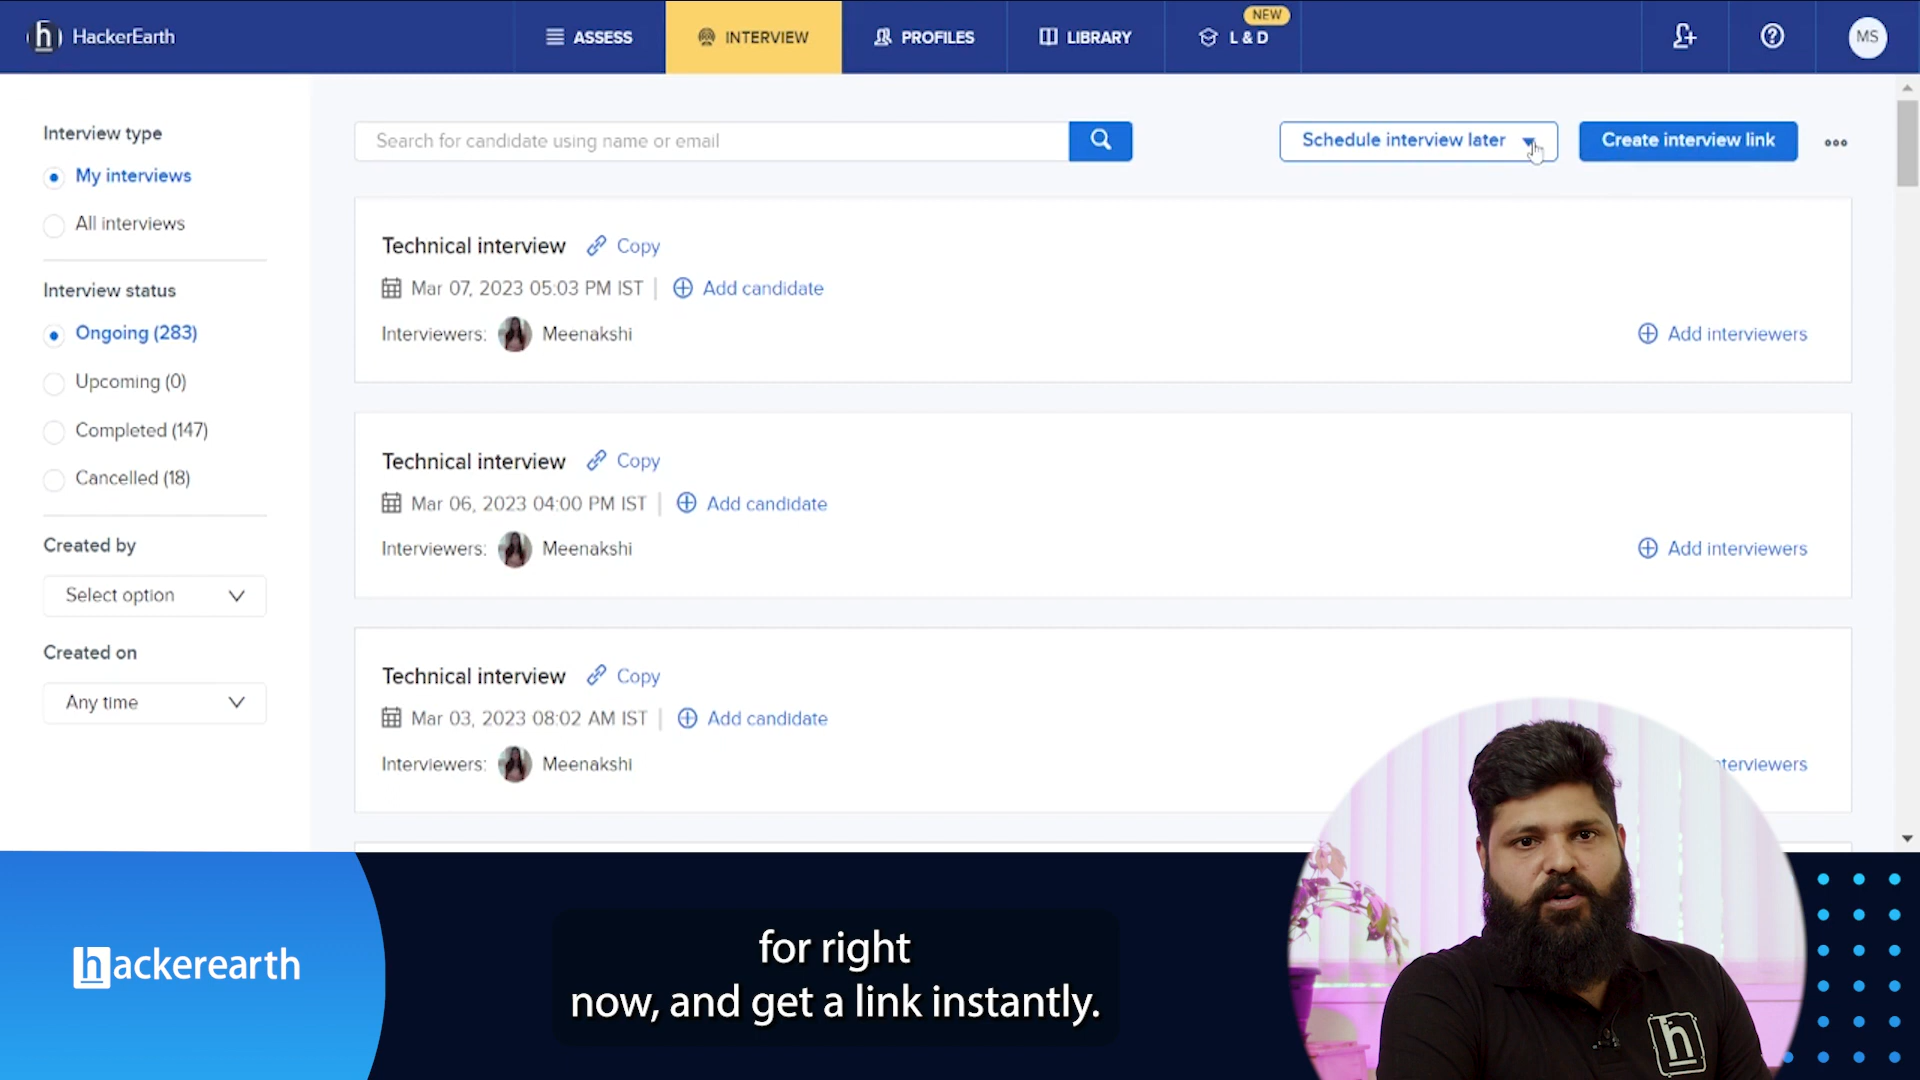 h HackerEarth
ASSESS
INTERVIEW
PROFILES
LIBRARY
NEW
L & D
MS
Interview type
My interviews
All interviews
Interview status
Ongoing (283)
Upcoming (0)
Completed (147)
Cancelled (18)
Created by
Select option
Created on
Any time
Search for candidate using name or email
Schedule interview later
Create interview link
Technical interview Copy
Mar 07, 2023 05:03 PM IST | Add candidate
Interviewers: Meenakshi
Add interviewers
Technical interview Copy
Mar 06, 2023 04:00 PM IST | Add candidate
Interviewers: Meenakshi
Add interviewers
Technical interview Copy
Mar 03, 2023 08:02 AM IST | Add candidate
Interviewers: Meenakshi
nterviewers
hackerearth
for right
now, and get a link instantly.
h